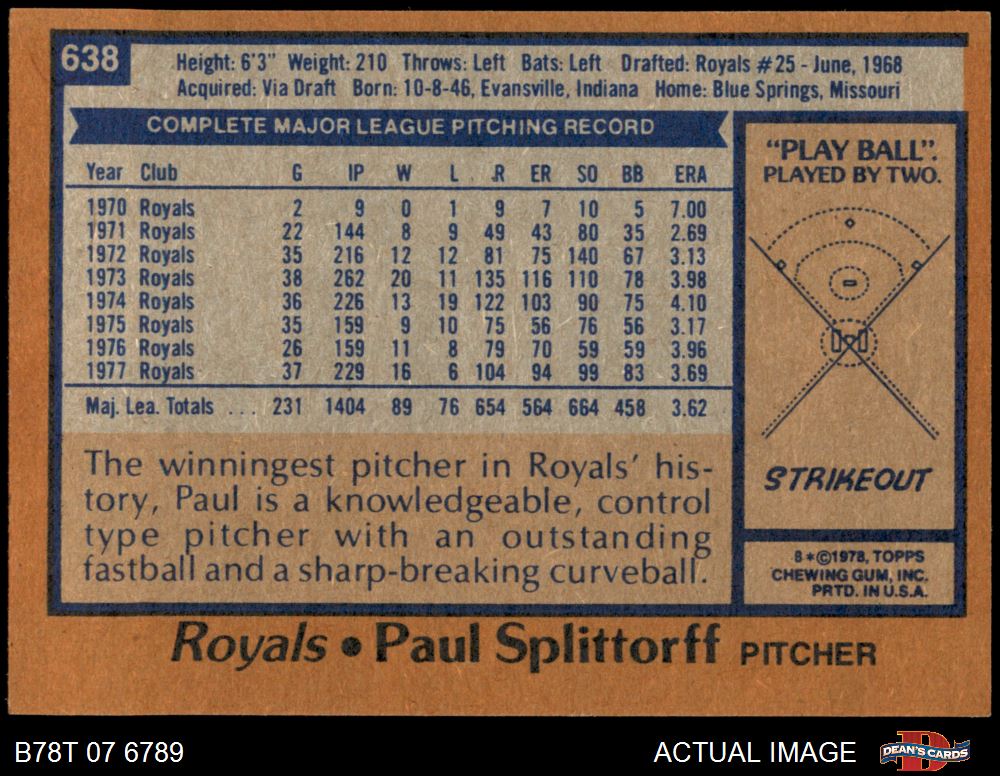 638
Height: 6'3" Weight: 210 Throws: Left Bats: Left Drafted: Royals #25 - June, 1968
Acquired: Via Draft Born: 10-8-46, Evansville, Indiana Home: Blue Springs, Missouri
COMPLETE MAJOR LEAGUE PITCHING RECORD
Year Club G IP W L R ER SO BB ERA
1970 Royals 2 9 0 1 9 7 10 5 7.00
1971 Royals 22 144 8 9 49 43 80 35 2.69
1972 Royals 35 216 12 12 81 75 140 67 3.13
1973 Royals 38 262 20 11 135 116 110 78 3.98
1974 Royals 36 226 13 19 122 103 90 75 4.10
1975 Royals 35 159 9 10 75 56 76 56 3.17
1976 Royals 26 159 11 8 79 70 59 59 3.96
1977 Royals 37 229 16 6 104 94 99 83 3.69
Maj. Lea. Totals ... 231 1404 89 76 654 564 664 458 3.62
The winningest pitcher in Royals' his-
tory, Paul is a knowledgeable, control
type pitcher with an outstanding
fastball and a sharp-breaking curveball.
"PLAY BALL".
PLAYED BY TWO.
STRIKEOUT
8*©1978, TOPPS
CHEWING GUM, INC.
PRTD. IN U.S.A.
Royals • Paul Splittorff PITCHER
B78T 07 6789
ACTUAL IMAGE
DEAN'S CARDS